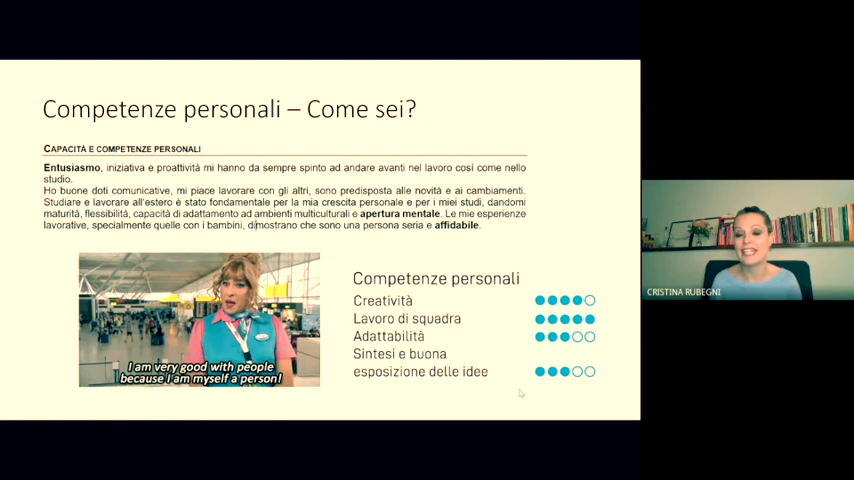 Competenze personali – Come sei?
CAPACITÀ E COMPETENZE PERSONALI
Entusiasmo, iniziativa e proattività mi hanno da sempre spinto ad andare avanti nel lavoro così come nello
studio.
Ho buone doti comunicative, mi piace lavorare con gli altri, sono predisposta alle novità e ai cambiamenti.
Studiare e lavorare all'estero è stato fondamentale per la mia crescita personale e per i miei studi, dandomi
maturità, flessibilità, capacità di adattamento ad ambienti multiculturali e apertura mentale. Le mie esperienze
lavorative, specialmente quelle con i bambini, dimostrano che sono una persona seria e affidabile.
I am very good with people
because I am myself a person!
Competenze personali
Creatività
Lavoro di squadra
Adattabilità
Sintesi e buona
esposizione delle idee
CRISTINA RUBEGNI